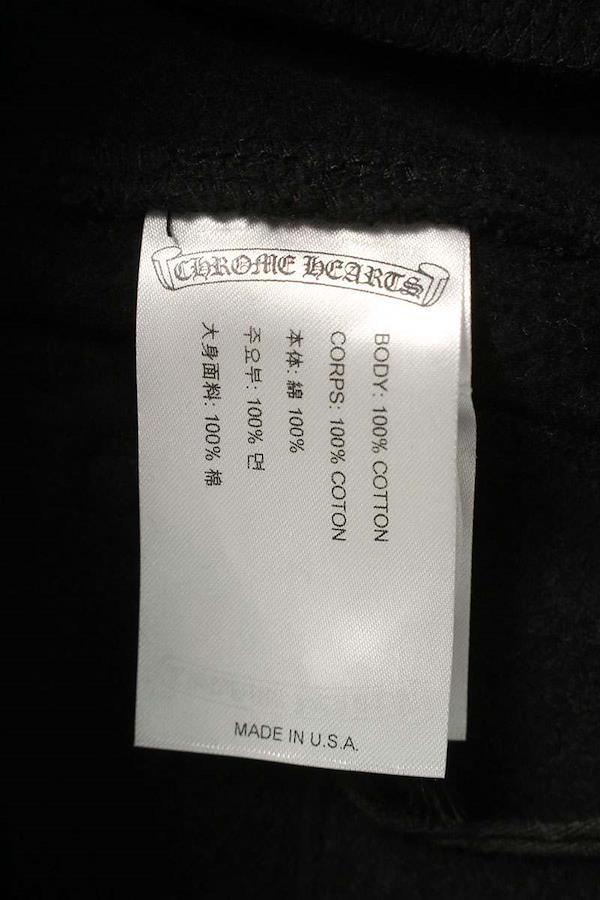 CHROME HEARTS
BODY: 100% COTTON
CORPS: 100% COTON
本体: 綿 100%
주요부: 100% 면
大身面料: 100% 棉
MADE IN U.S.A.